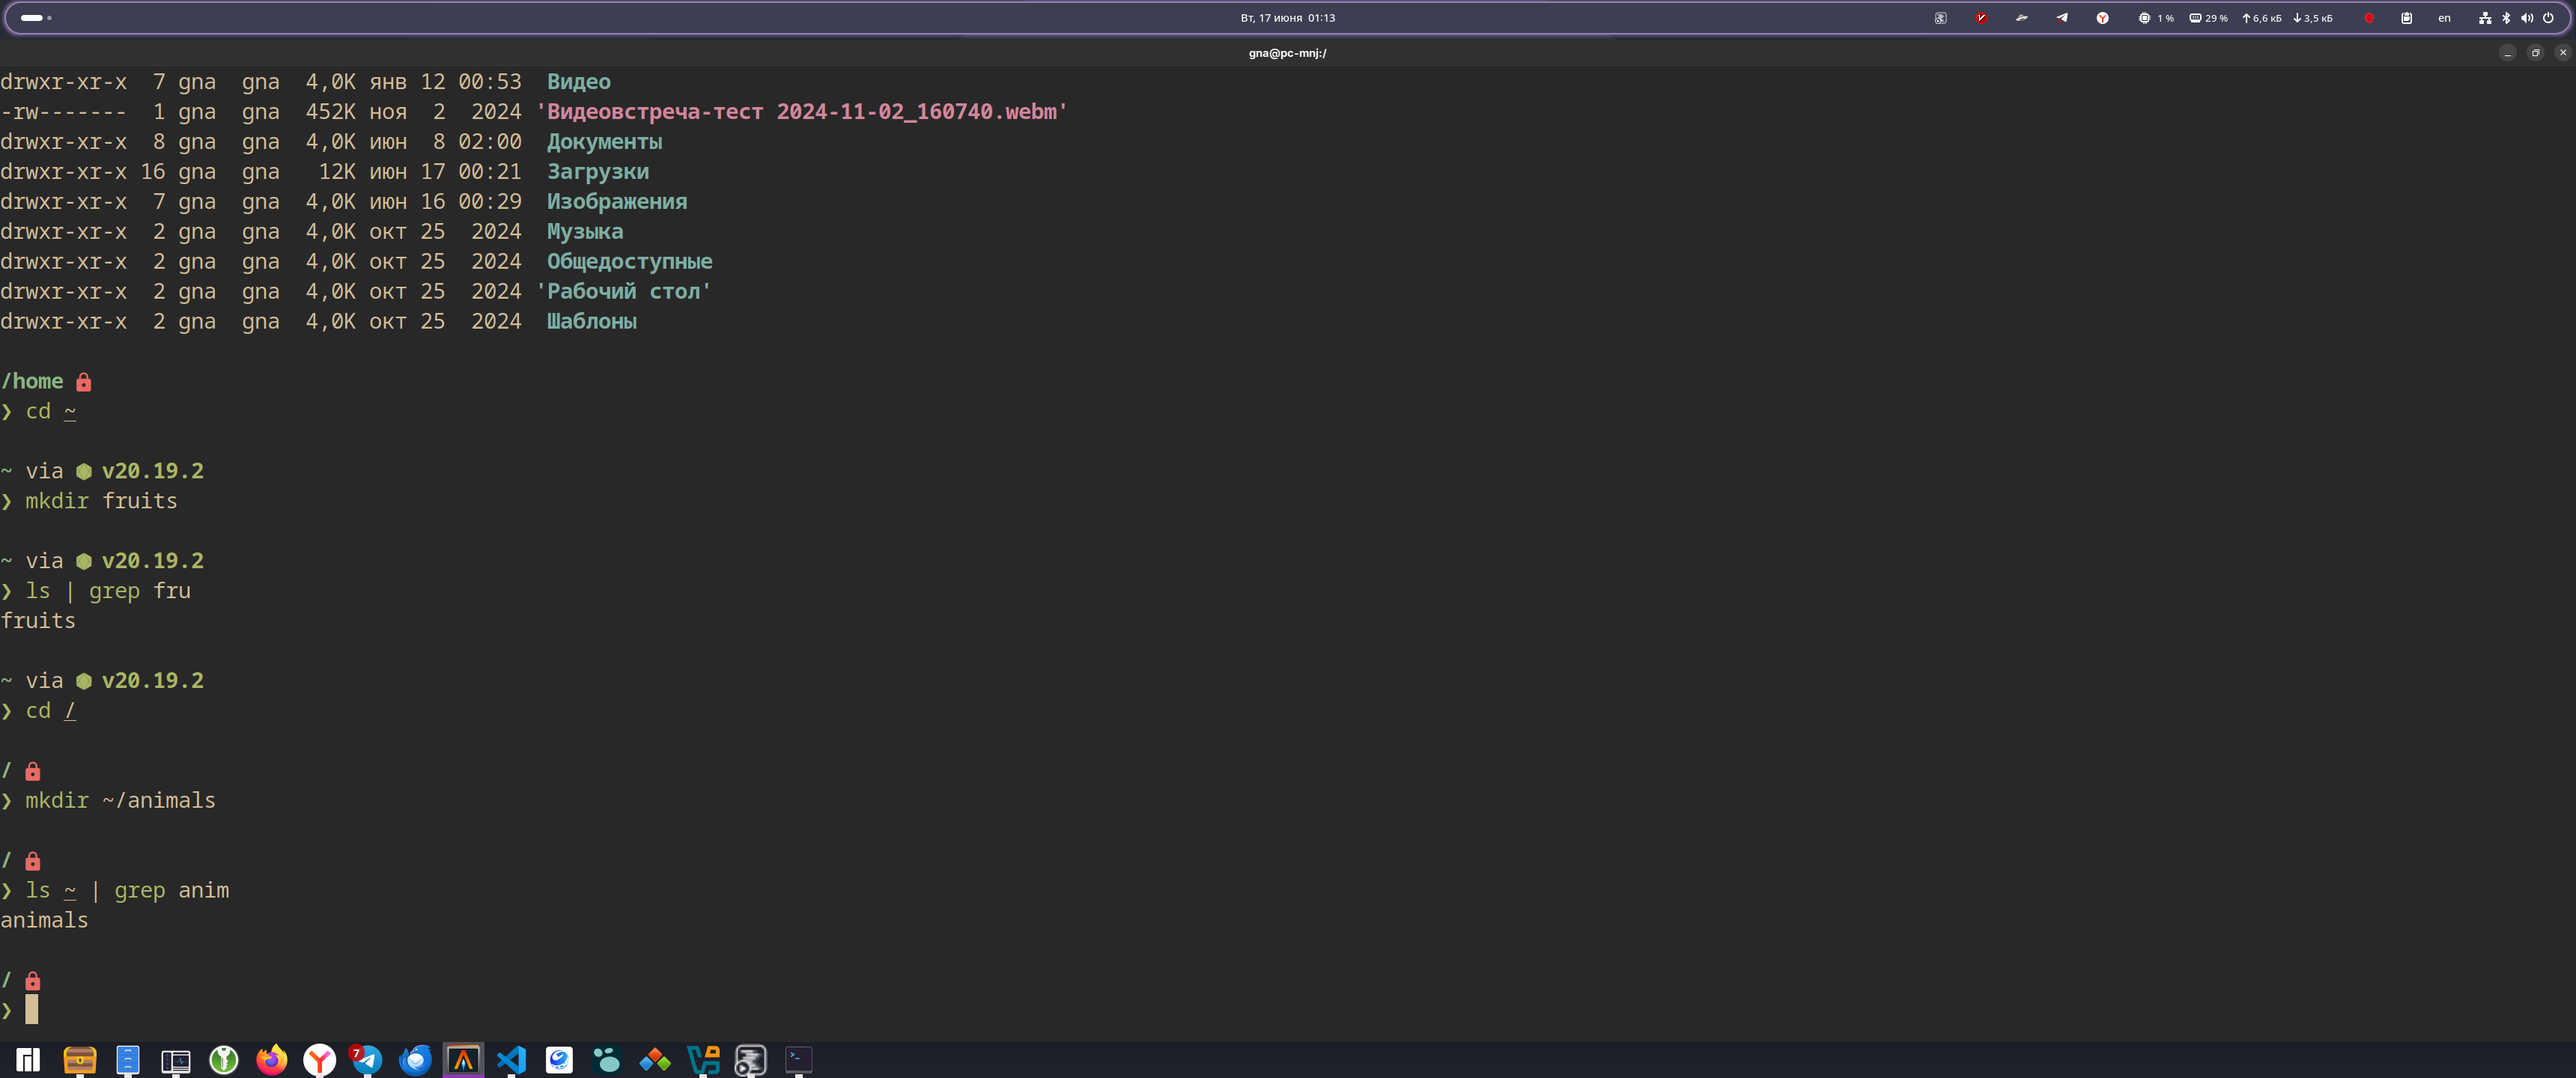 Вт, 17 июня 01:13
1 % 29 % 6,6 кБ 3,5 кБ en
gna@pc-mnj:/
drwxr-xr-x 7 gna gna 4,0K янв 12 00:53 Видео
-rw------- 1 gna gna 452K ноя 2 2024 'Видеовстреча-тест 2024-11-02_160740.webm'
drwxr-xr-x 8 gna gna 4,0K июн 8 02:00 Документы
drwxr-xr-x 16 gna gna 12K июн 17 00:21 Загрузки
drwxr-xr-x 7 gna gna 4,0K июн 16 00:29 Изображения
drwxr-xr-x 2 gna gna 4,0K окт 25 2024 Музыка
drwxr-xr-x 2 gna gna 4,0K окт 25 2024 Общедоступные
drwxr-xr-x 2 gna gna 4,0K окт 25 2024 'Рабочий стол'
drwxr-xr-x 2 gna gna 4,0K окт 25 2024 Шаблоны
/home
❯ cd ~
~ via v20.19.2
❯ mkdir fruits
~ via v20.19.2
❯ ls | grep fru
fruits
~ via v20.19.2
❯ cd /
/
❯ mkdir ~/animals
/
❯ ls ~ | grep anim
animals
/
❯
7